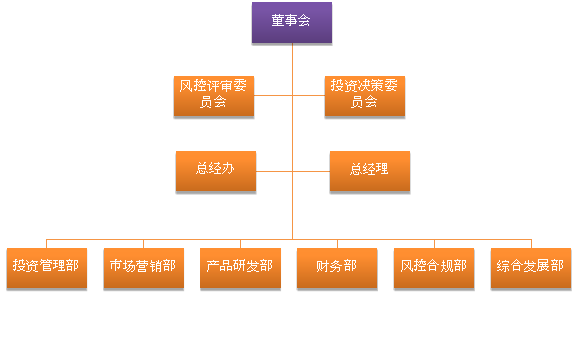 董事会
风控评审委
员会
投资决策委
员会
总经办
总经理
投资管理部
市场营销部
产品研发部
财务部
风控合规部
综合发展部